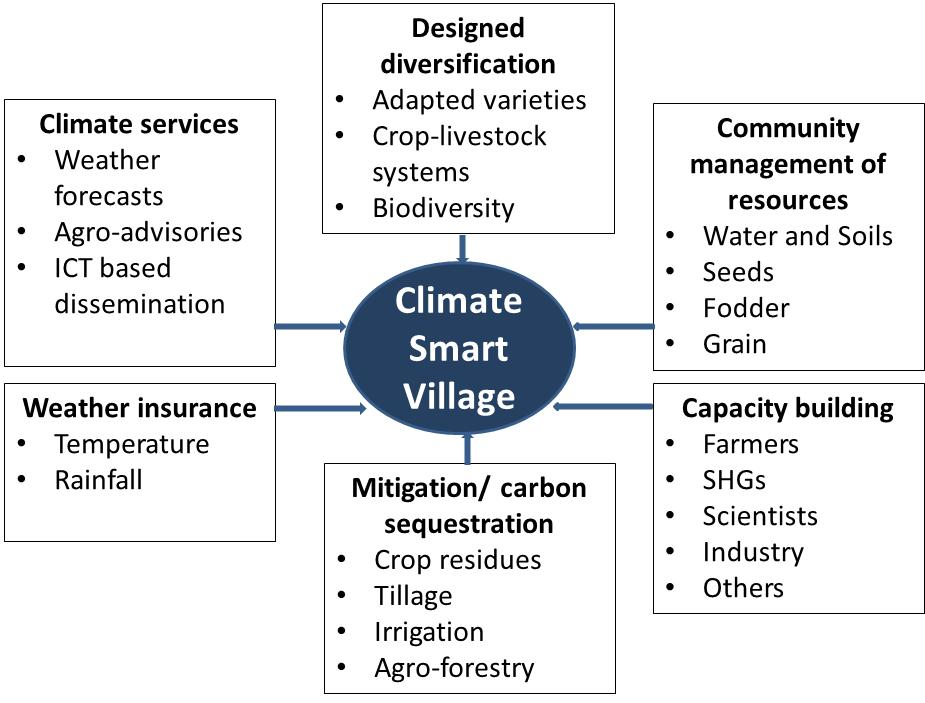 Designed
diversification
• Adapted varieties
• Crop-livestock
systems
• Biodiversity
Climate services
• Weather
forecasts
• Agro-advisories
• ICT based
dissemination
Community
management of
resources
• Water and Soils
• Seeds
• Fodder
• Grain
Climate
Smart
Village
Weather insurance
• Temperature
• Rainfall
Capacity building
• Farmers
• SHGs
• Scientists
• Industry
• Others
Mitigation/ carbon
sequestration
• Crop residues
• Tillage
• Irrigation
• Agro-forestry